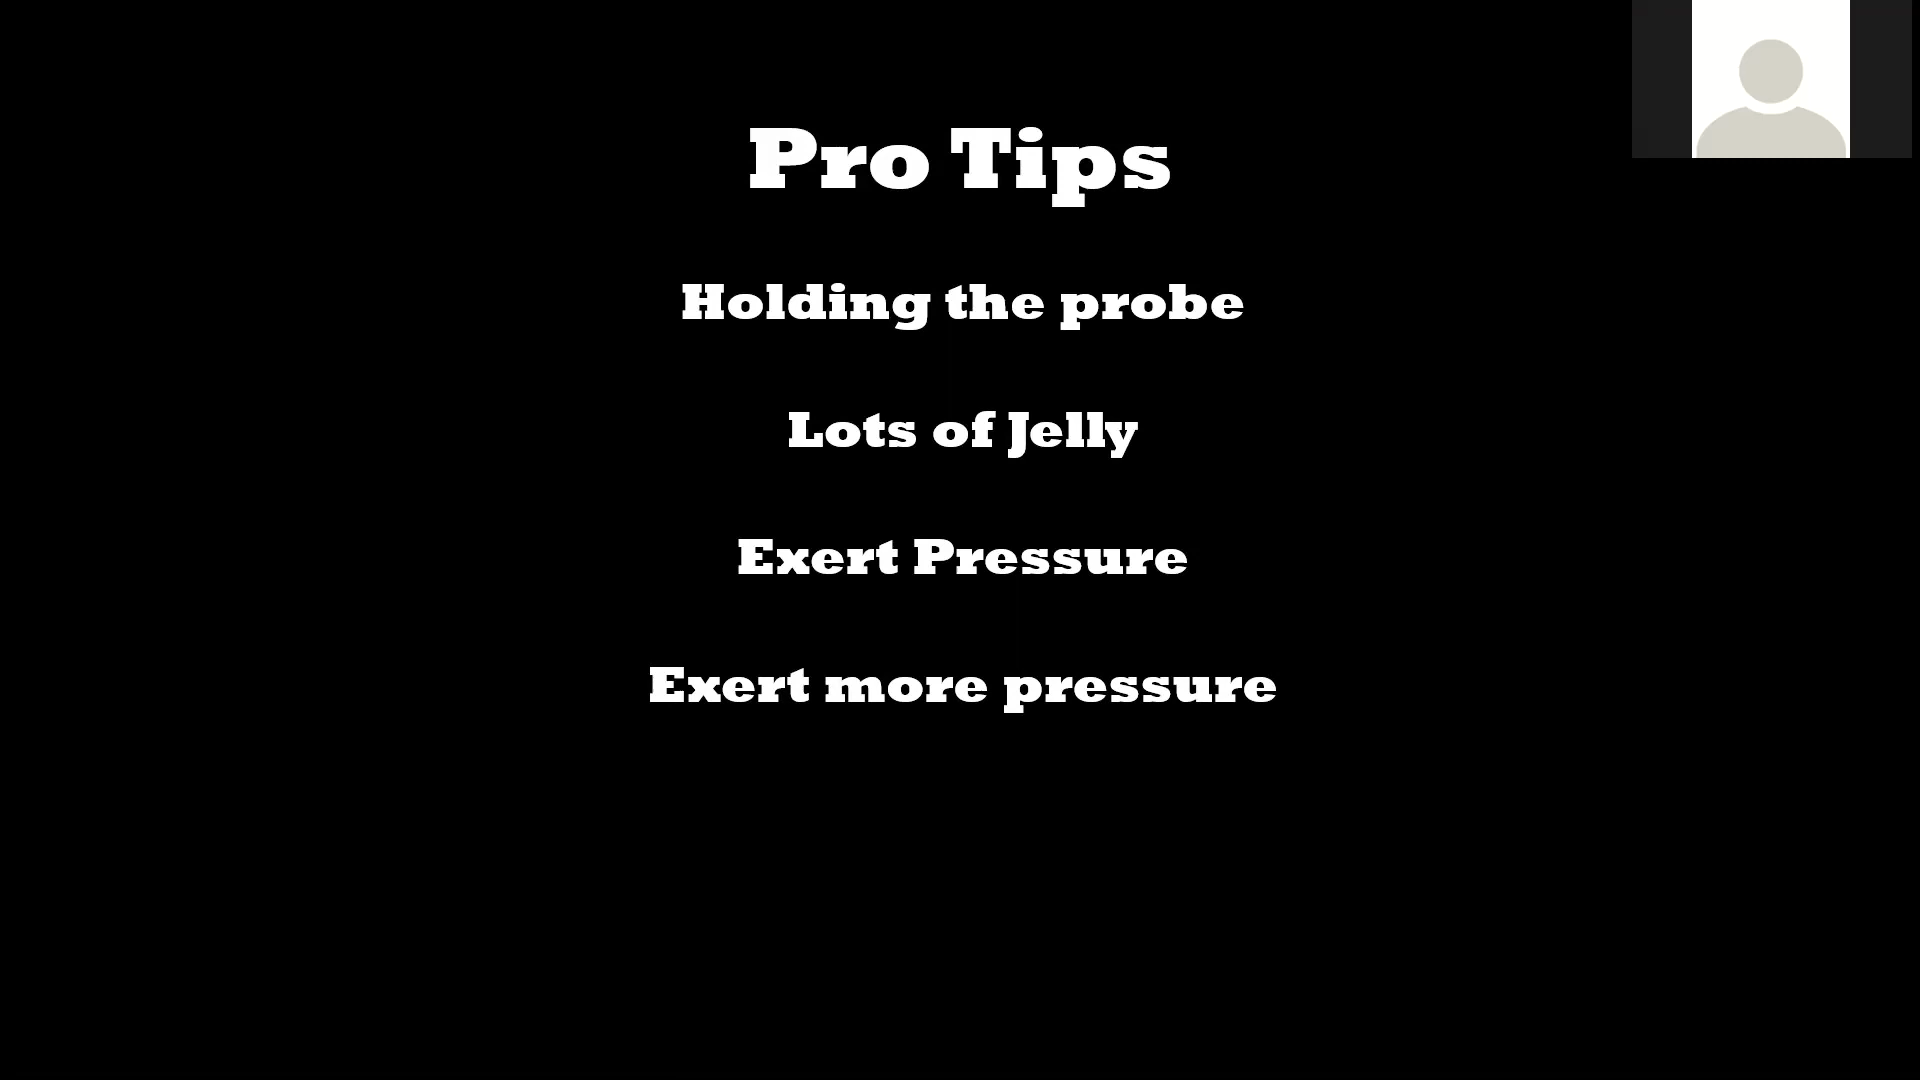 Pro Tips
Holding the probe
Lots of Jelly
Exert Pressure
Exert more pressure